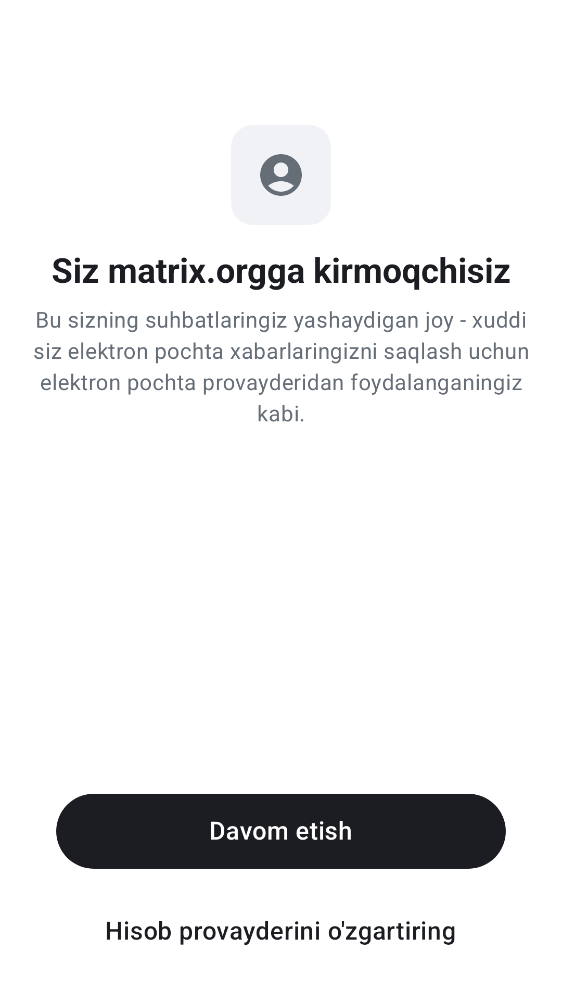 Siz matrix.orgga kirmoqchisiz
Bu sizning suhbatlaringiz yashaydigan joy - xuddi
siz elektron pochta xabarlaringizni saqlash uchun
elektron pochta provayderidan foydalanganingiz
kabi.
Davom etish
Hisob provayderini o'zgartiring